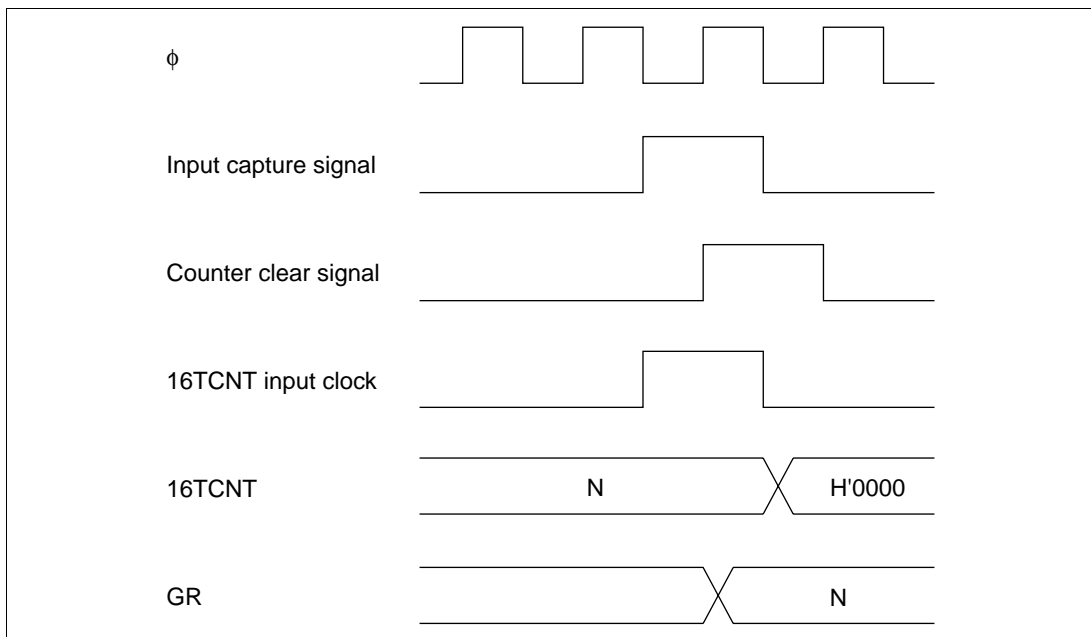 ϕ
Input capture signal
Counter clear signal
16TCNT input clock
16TCNT N H'0000
GR N